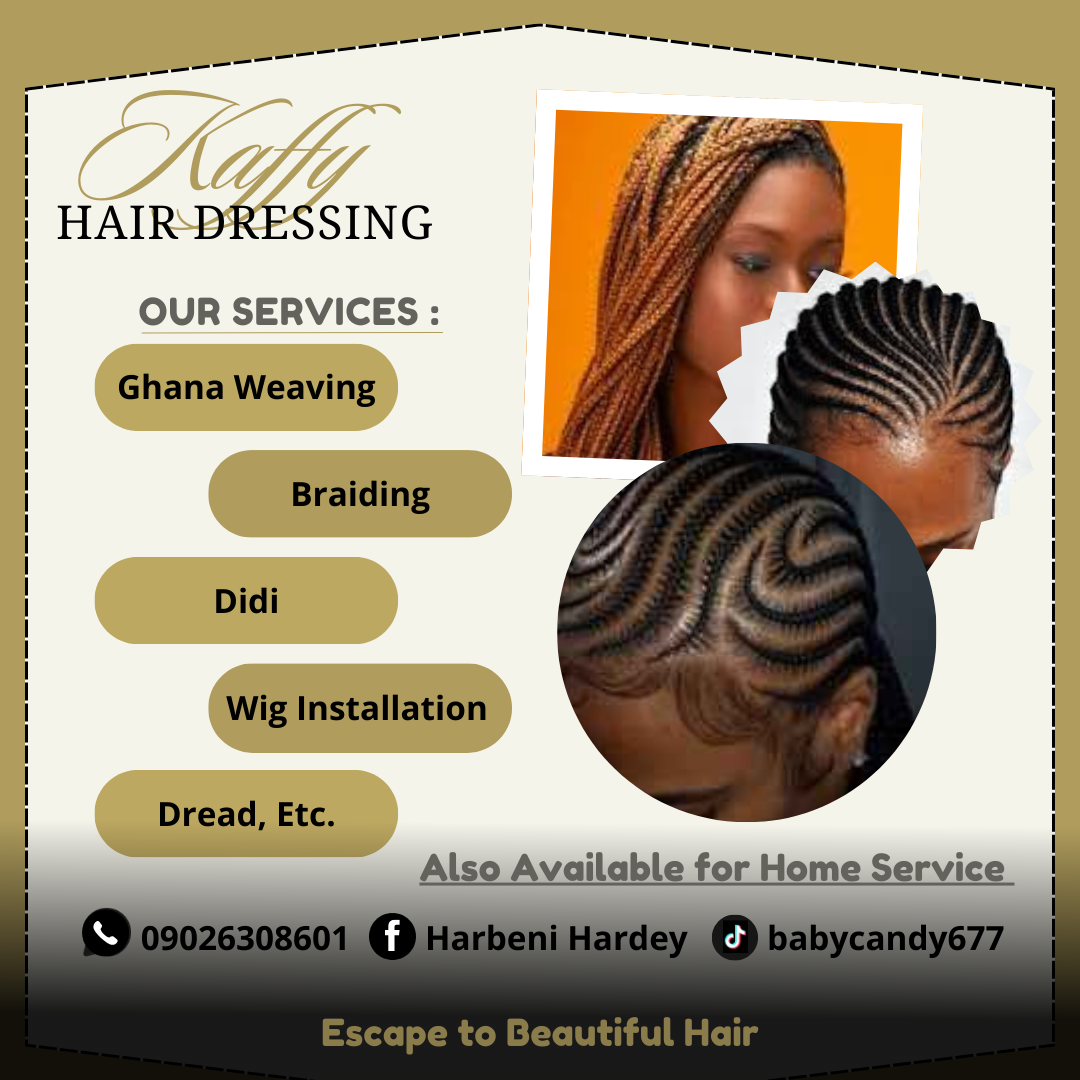 Kaffy
HAIR DRESSING
OUR SERVICES :
Ghana Weaving
Braiding
Didi
Wig Installation
Dread, Etc.
Also Available for Home Service
09026308601 Harbeni Hardey babycandy677
Escape to Beautiful Hair